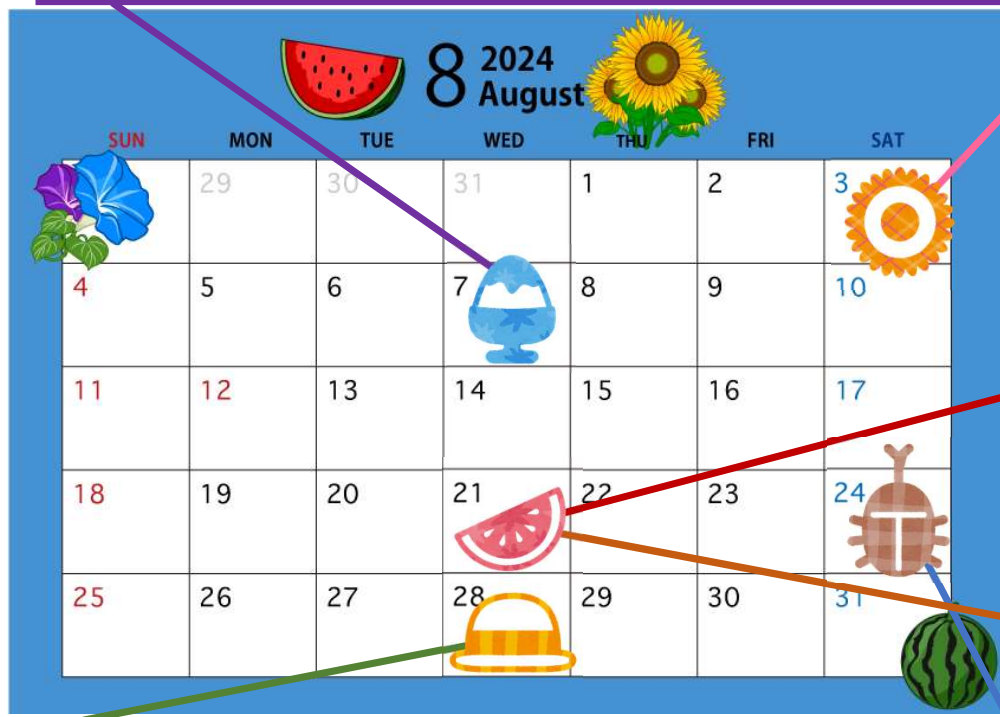 8 2024
August
SUN MON TUE WED THU FRI SAT
29 30 31 1 2 3
4 5 6 7 8 9 10
11 12 13 14 15 16 17
18 19 20 21 22 23 24
25 26 27 28 29 30 31